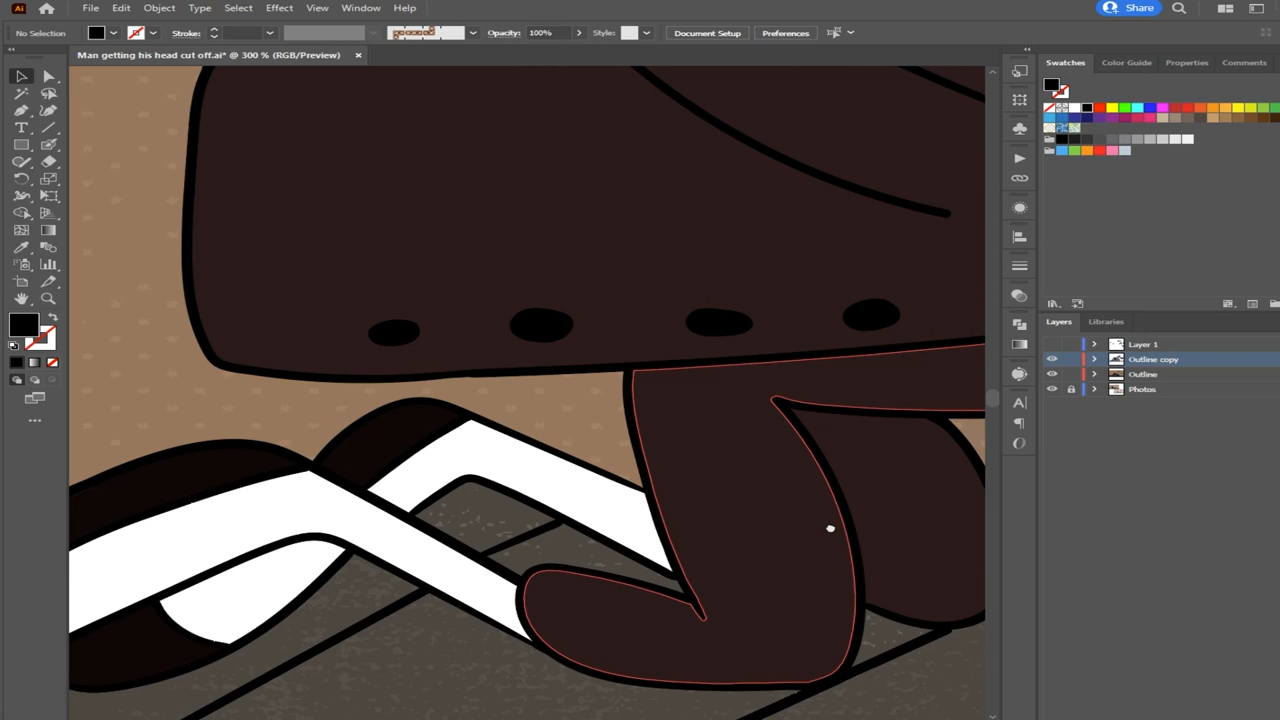 Ai File Edit Object Type Select Effect View Window Help Share
No Selection Stroke: Opacity: 100% Style: Document Setup Preferences
Man getting his head cut off.ai* @ 300 % (RGB/Preview)
Swatches Color Guide Properties Comments
Layers Libraries
Layer 1
Outline copy
Outline
Photos